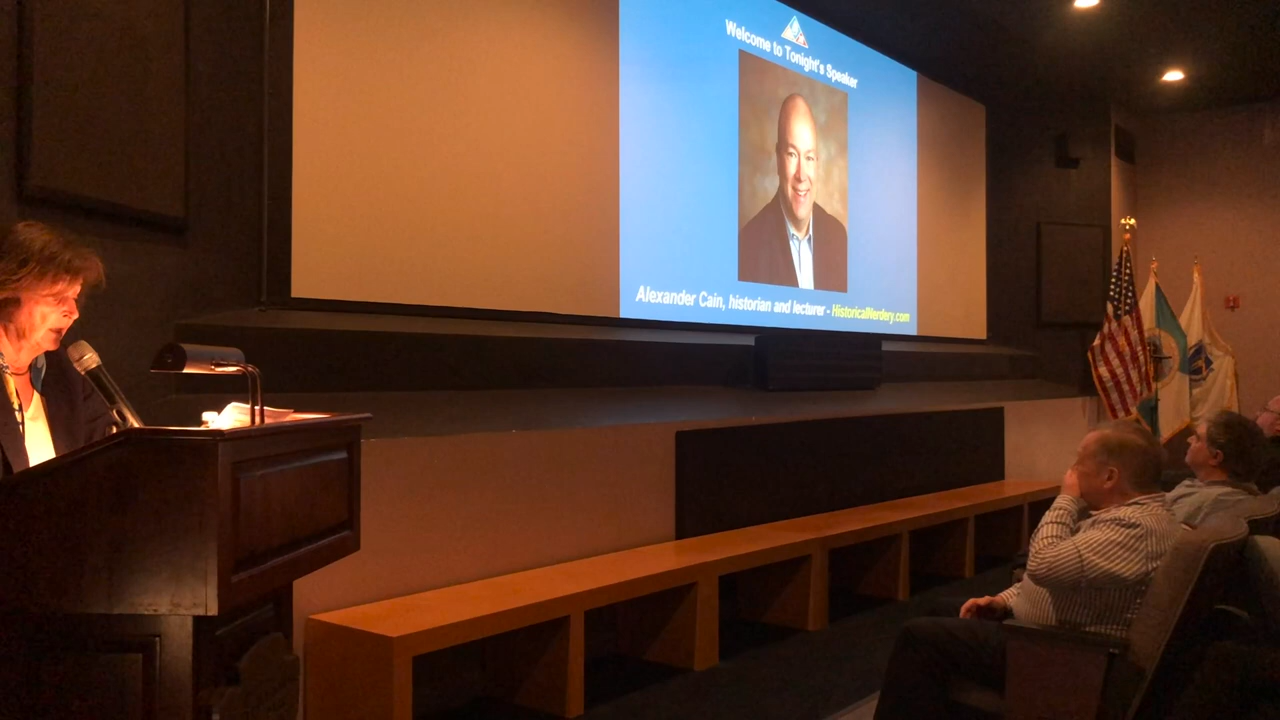 Welcome to Tonight's Speaker
Alexander Cain, historian and lecturer - HistoricalNerdery.com